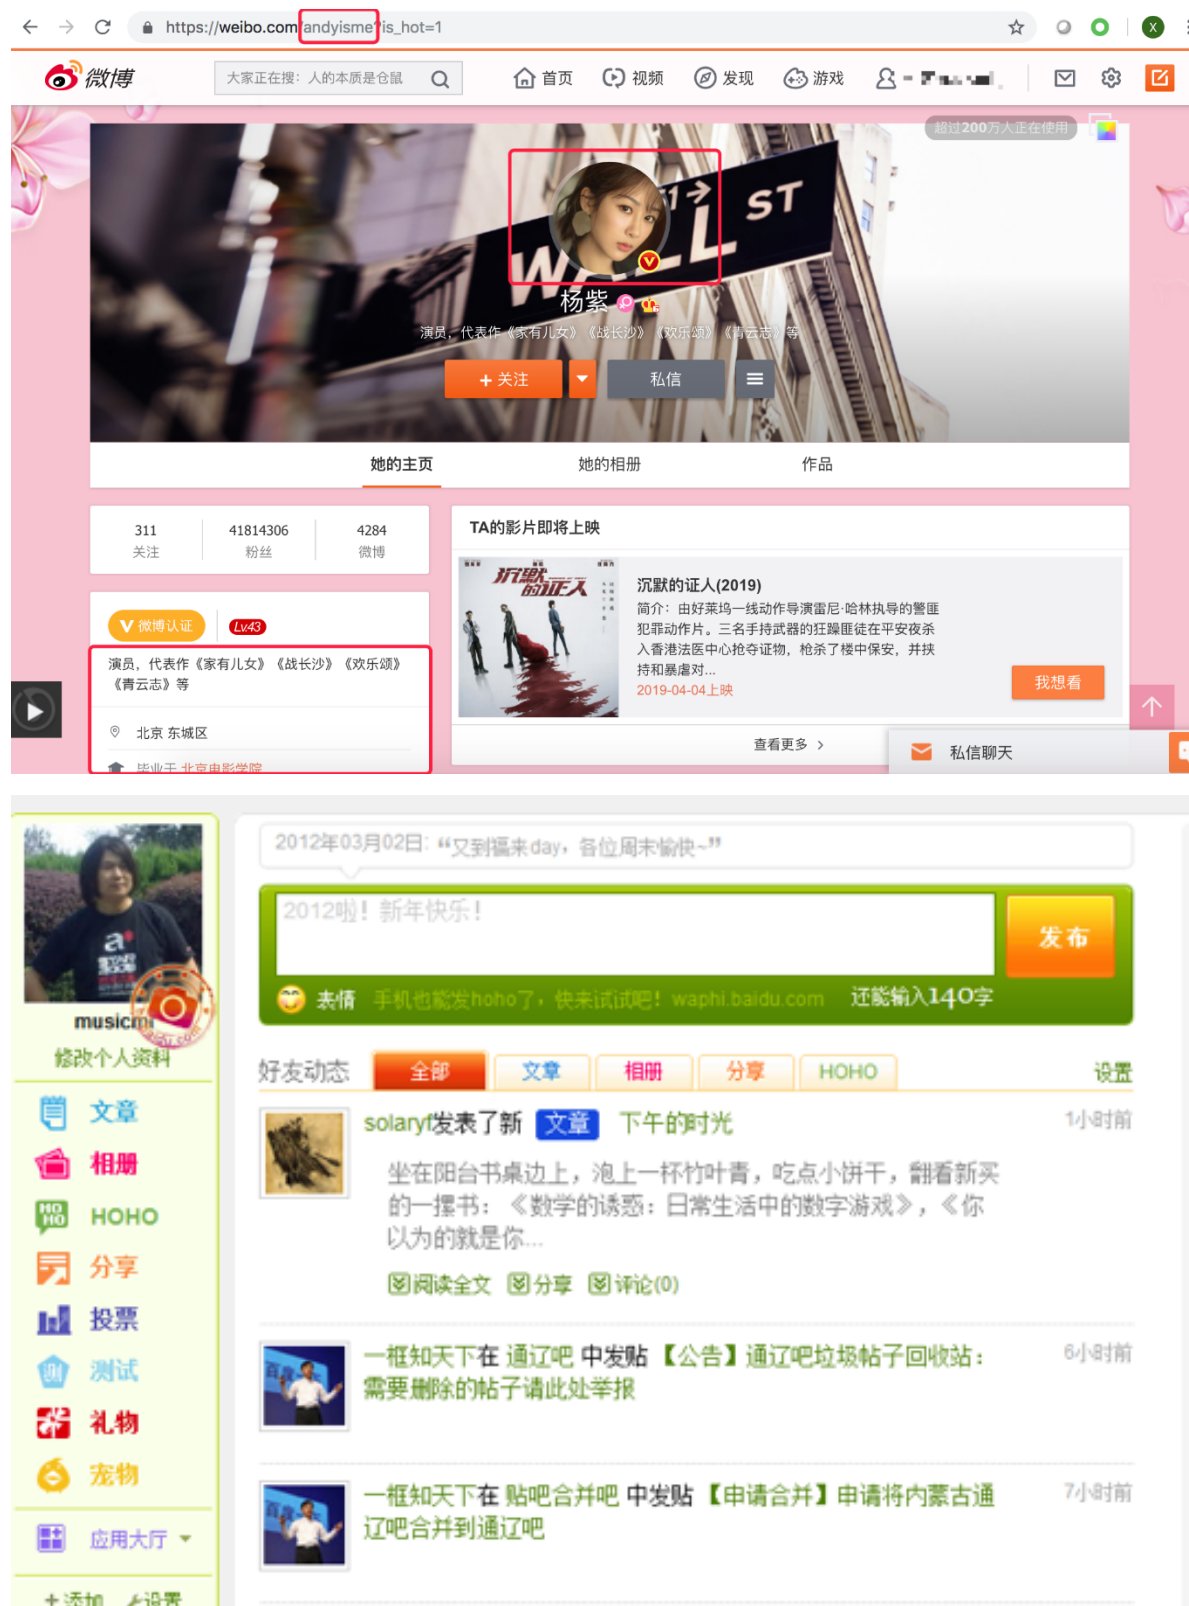 https://weibo.com/andyisme?is_hot=1
X
微博
大家正在搜：人的本质是仓鼠
首页
视频
发现
游戏
超过200万人正在使用
WALL ST
杨紫
演员，代表作《家有儿女》《战长沙》《欢乐颂》《青云志》等
+ 关注
私信
她的主页
她的相册
作品
311
41814306
4284
关注
粉丝
微博
TA的影片即将上映
沉默的证人
沉默的证人(2019)
简介：由好莱坞一线动作导演雷尼·哈林执导的警匪
犯罪动作片。三名手持武器的狂躁匪徒在平安夜杀
入香港法医中心抢夺证物，枪杀了楼中保安，并挟
持和暴虐对...
2019-04-04上映
我想看
查看更多
V 微博认证
Lv.43
演员，代表作《家有儿女》《战长沙》《欢乐颂》
《青云志》等
北京 东城区
毕业于 北京电影学院
私信聊天
musicmi
修改个人资料
文章
相册
HOHO
分享
投票
测试
礼物
宠物
应用大厅
+添加
设置
2012年03月02日: “又到福来day，各位周末愉快~”
2012啦！新年快乐！
发布
表情
手机也能发hoho了，快来试试吧！waphi.baidu.com
还能输入140字
好友动态
全部
文章
相册
分享
HOHO
设置
solaryf发表了新 文章 下午的时光
1小时前
坐在阳台书桌边上，泡上一杯竹叶青，吃点小饼干，翻看新买
的一摞书：《数学的诱惑：日常生活中的数字游戏》，《你
以为的就是你...
阅读全文 分享 评论(0)
一框知天下在 通辽吧 中发贴 【公告】通辽吧垃圾帖子回收站：
需要删除的帖子请此处举报
6小时前
一框知天下在 贴吧合并吧 中发贴 【申请合并】申请将内蒙古通
辽吧合并到通辽吧
7小时前